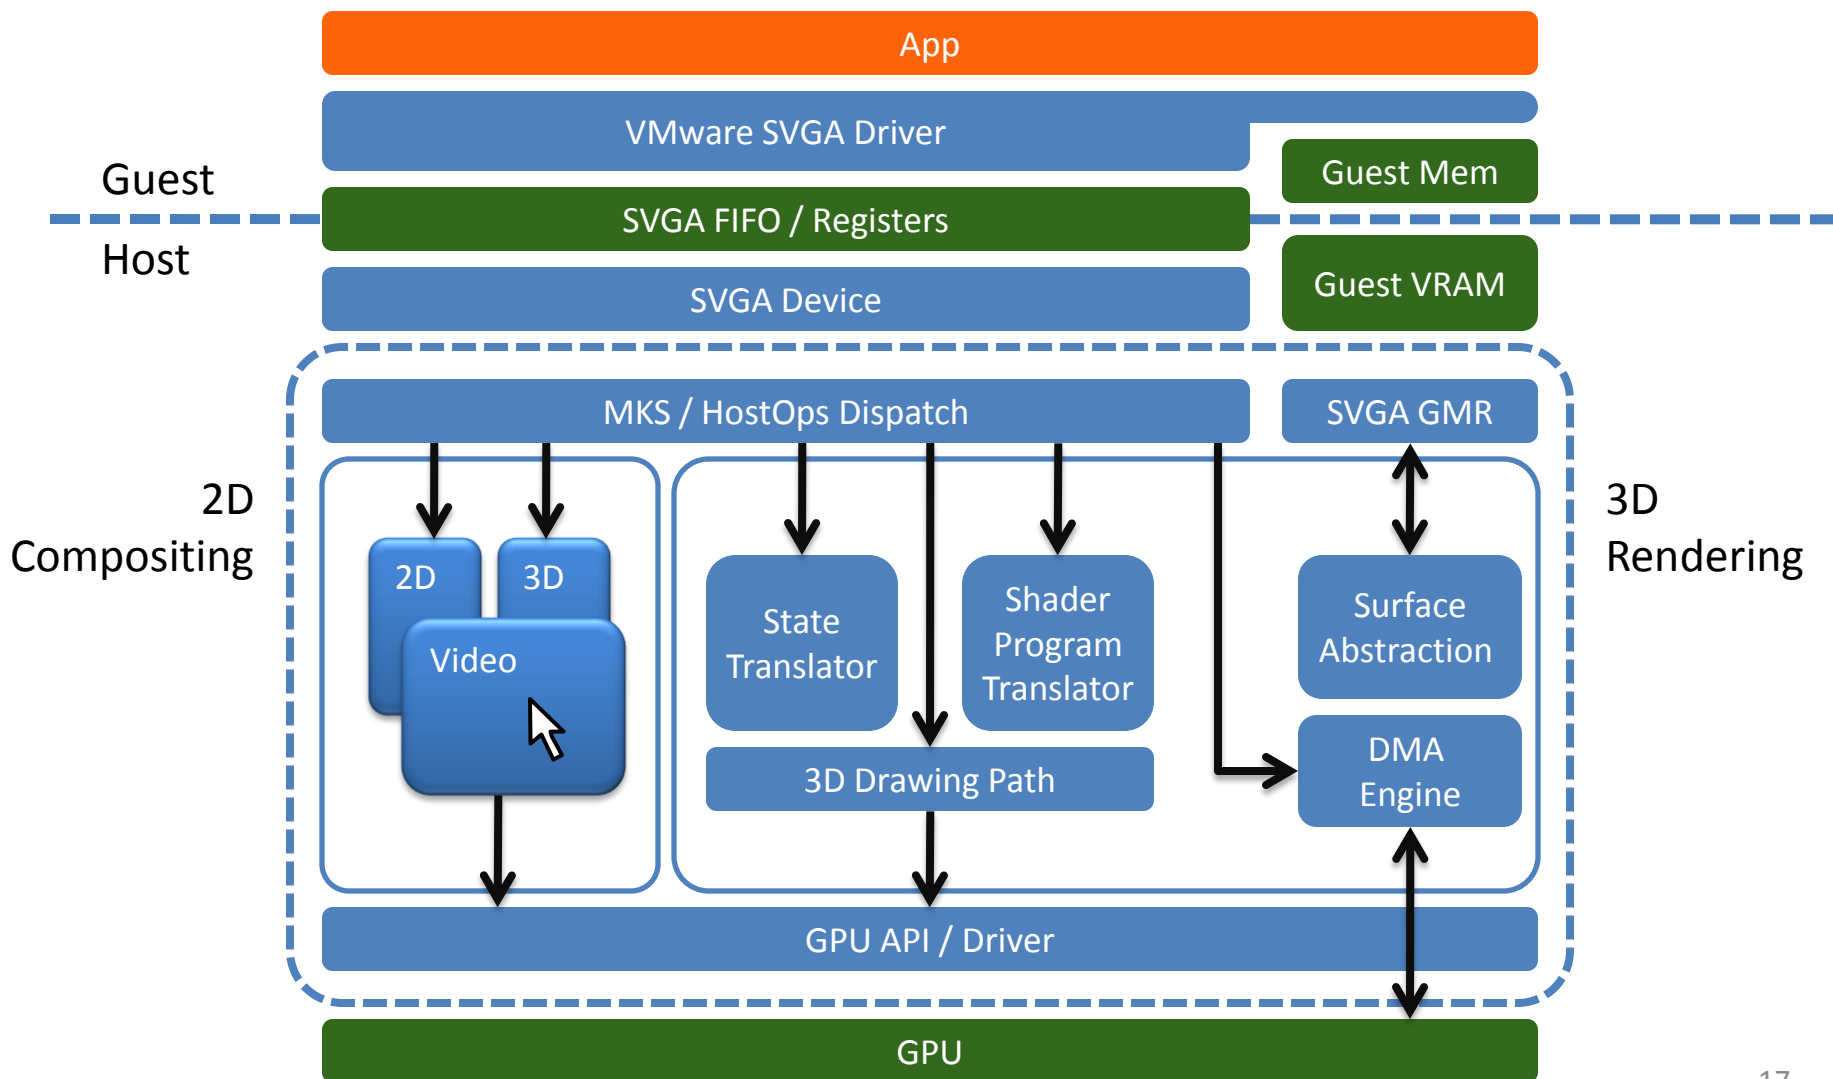 App
VMware SVGA Driver
Guest
Guest Mem
SVGA FIFO / Registers
Host
Guest VRAM
SVGA Device
MKS / HostOps Dispatch
SVGA GMR
2D
Compositing
3D
Rendering
2D
3D
Video
State
Translator
Shader
Program
Translator
Surface
Abstraction
3D Drawing Path
DMA
Engine
GPU API / Driver
GPU
17